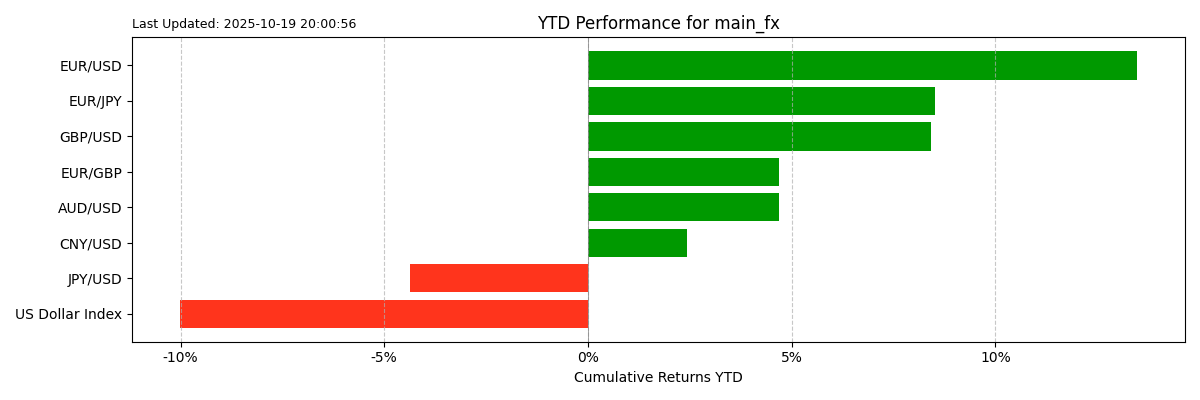 Last Updated: 2025-10-19 20:00:56
YTD Performance for main_fx
EUR/USD
EUR/JPY
GBP/USD
EUR/GBP
AUD/USD
CNY/USD
JPY/USD
US Dollar Index
-10% -5% 0% 5% 10%
Cumulative Returns YTD